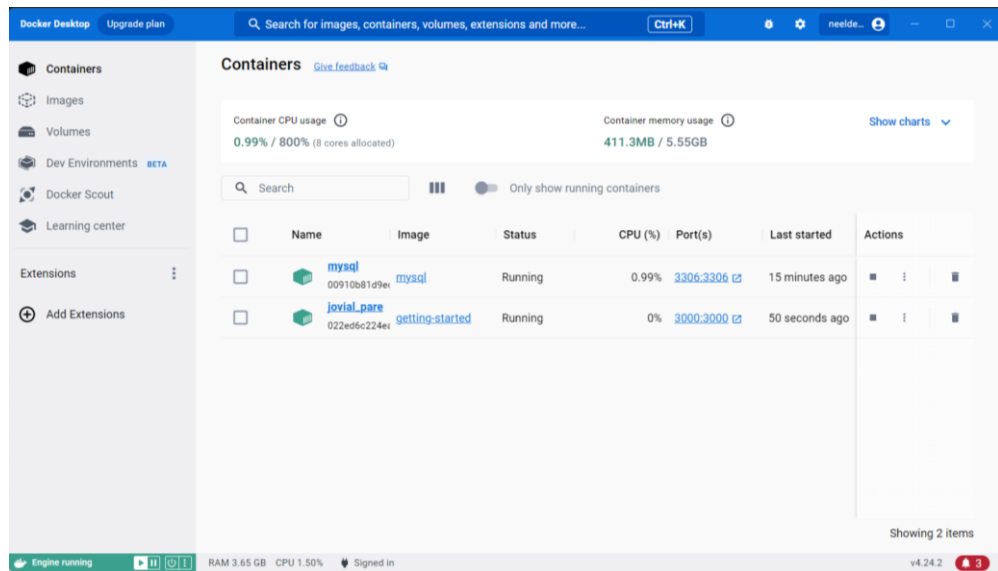 Docker Desktop Upgrade plan Search for images, containers, volumes, extensions and more... Ctrl+K neelde...
Containers
Images
Volumes
Dev Environments BETA
Docker Scout
Learning center
Extensions
Add Extensions
Containers Give feedback
Container CPU usage
0.99% / 800% (8 cores allocated)
Container memory usage
411.3MB / 5.55GB
Show charts
Search
Only show running containers
Name Image Status CPU (%) Port(s) Last started Actions
mysql
00910b81d9e mysql Running 0.99% 3306:3306 15 minutes ago
jovial_pare
022ed6c224e getting-started Running 0% 3000:3000 50 seconds ago
Showing 2 items
Engine running RAM 3.65 GB CPU 1.50% Signed in v4.24.2 3